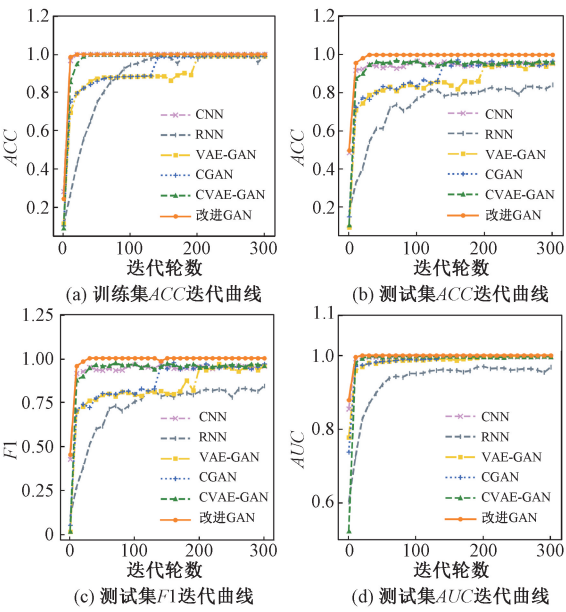 1.0
0.8
0.6
0.4
0.2
ACC
CNN
RNN
VAE-GAN
CGAN
CVAE-GAN
改进GAN
0 100 200 300
迭代轮数
(a) 训练集ACC迭代曲线
1.2
1.0
0.8
0.6
0.4
0.2
ACC
CNN
RNN
VAE-GAN
CGAN
CVAE-GAN
改进GAN
0 100 200 300
迭代轮数
(b) 测试集ACC迭代曲线
1.25
1.00
0.75
0.50
0.25
0
F1
CNN
RNN
VAE-GAN
CGAN
CVAE-GAN
改进GAN
0 100 200 300
迭代轮数
(c) 测试集F1迭代曲线
1.0
0.8
0.6
AUC
CNN
RNN
VAE-GAN
CGAN
CVAE-GAN
改进GAN
0 100 200 300
迭代轮数
(d) 测试集AUC迭代曲线
1.2
1.1